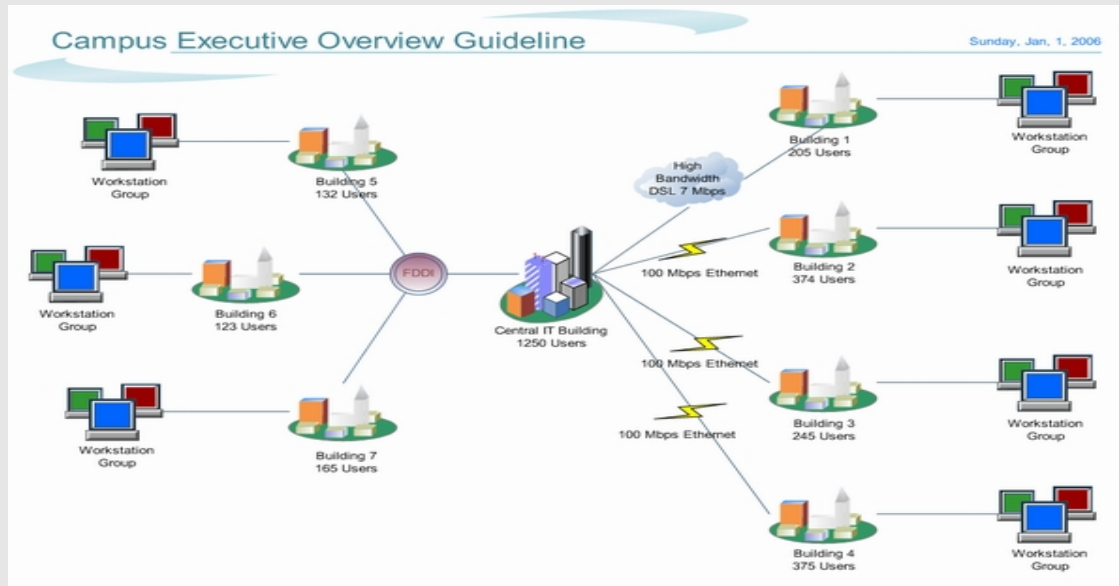 Campus Executive Overview Guideline
Sunday, Jan, 1, 2006
Workstation
Group
Building 5
132 Users
Workstation
Group
Building 6
123 Users
Workstation
Group
Building 7
165 Users
FDDI
Central IT Building
1250 Users
High
Bandwidth
DSL 7 Mbps
100 Mbps Ethernet
100 Mbps Ethernet
100 Mbps Ethernet
Building 1
205 Users
Workstation
Group
Building 2
374 Users
Workstation
Group
Building 3
245 Users
Workstation
Group
Building 4
375 Users
Workstation
Group